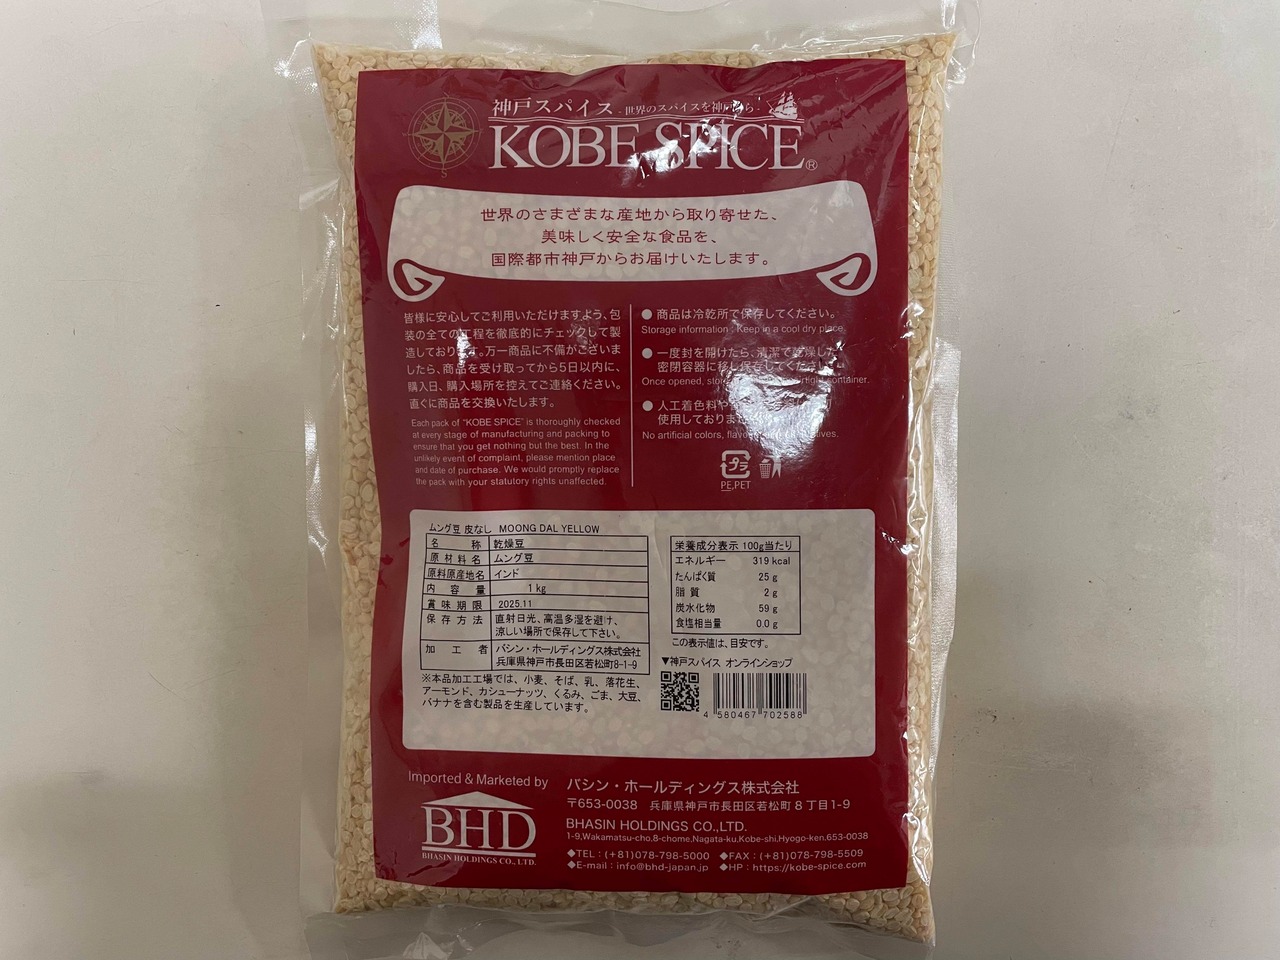 神戸スパイス -世界のスパイスを神戸から-
KOBE SPICE®
S
世界のさまざまな産地から取り寄せた、
美味しく安全な食品を、
国際都市神戸からお届けいたします。
皆様に安心してご利用いただけますよう、包
装の全ての工程を徹底的にチェックして製
造しております。万一商品に不備がございま
したら、商品を受け取ってから5日以内に、
購入日、購入場所を控えてご連絡ください。
直ぐに商品を交換いたします。
Each pack of "KOBE SPICE" is thoroughly checked
at every stage of manufacturing and packing to
ensure that you get nothing but the best. In the
unlikely event of complaint, please mention place
and date of purchase. We would promptly replace
the pack with your statutory rights unaffected.
● 商品は冷乾所で保存してください。
Storage information : Keep in a cool dry place
● 一度封を開けたら、清潔で乾燥した
密閉容器に移し保存してください
Once opened, container.
● 人工着色料や
使用しておりま
No artificial colors,
プラ
PE,PET
ムング豆 皮なし MOONG DAL YELLOW
名称 乾燥豆
原材料名 ムング豆
原料原産地名 インド
内容量 1kg
賞味期限 2025.11
保存方法 直射日光、高温多湿を避け、
涼しい場所で保存して下さい。
加工者 バシン・ホールディングス株式会社
兵庫県神戸市長田区若松町8-1-9
※本品加工工場では、小麦、そば、乳、落花生、
アーモンド、カシューナッツ、くるみ、ごま、大豆、
バナナを含む製品を生産しています。
栄養成分表示 100g当たり
エネルギー 319 kcal
たんぱく質 25 g
脂質 2 g
炭水化物 59 g
食塩相当量 0.0 g
この表示値は、目安です。
▼神戸スパイス オンラインショップ
4 580467 702588
Imported & Marketed by
BHD
BHASIN HOLDINGS CO., LTD.
バシン・ホールディングス株式会社
〒653-0038 兵庫県神戸市長田区若松町8丁目1-9
BHASIN HOLDINGS CO.,LTD.
1-9,Wakamatsu-cho,8-chome,Nagata-ku,Kobe-shi,Hyogo-ken,653-0038
◆TEL : (+81)078-798-5000 ◆FAX : (+81)078-798-5509
◆E-mail : info@bhd-japan.jp ◆HP : https://kobe-spice.com